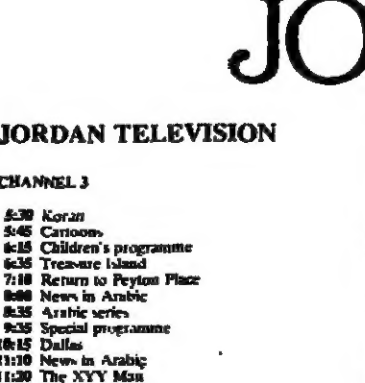 JO
JORDAN TELEVISION
CHANNEL 3
5:30 Koran
5:45 Cartoons
6:15 Children's programme
6:35 Treasure Island
7:10 Return to Peyton Place
8:00 News in Arabic
8:35 Arabic series
9:35 Special programme
10:15 Dallas
11:10 News in Arabic
11:20 The XYY Man